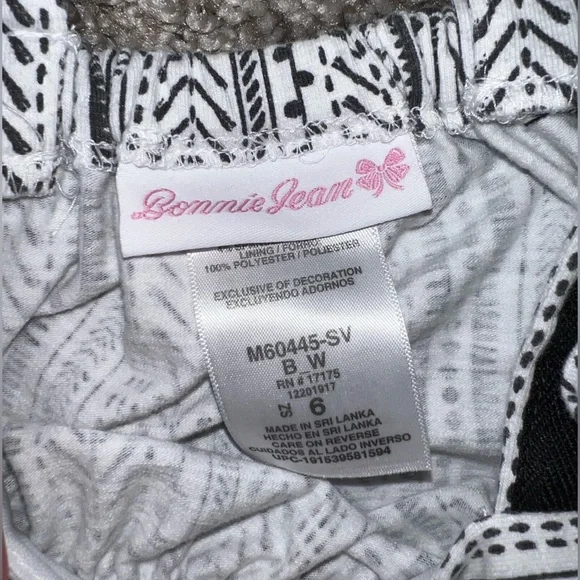 Bonnie Jean
LINING / FORRO
100% POLYESTER / POLIESTER
EXCLUSIVE OF DECORATION
EXCLUYENDO ADORNOS
M60445-SV
B_W
RN # 17175
12201917
SZ 6
MADE IN SRI LANKA
HECHO EN SRI LANKA
CARE ON REVERSE
CUIDADOS AL LADO INVERSO
UPC-191539581594